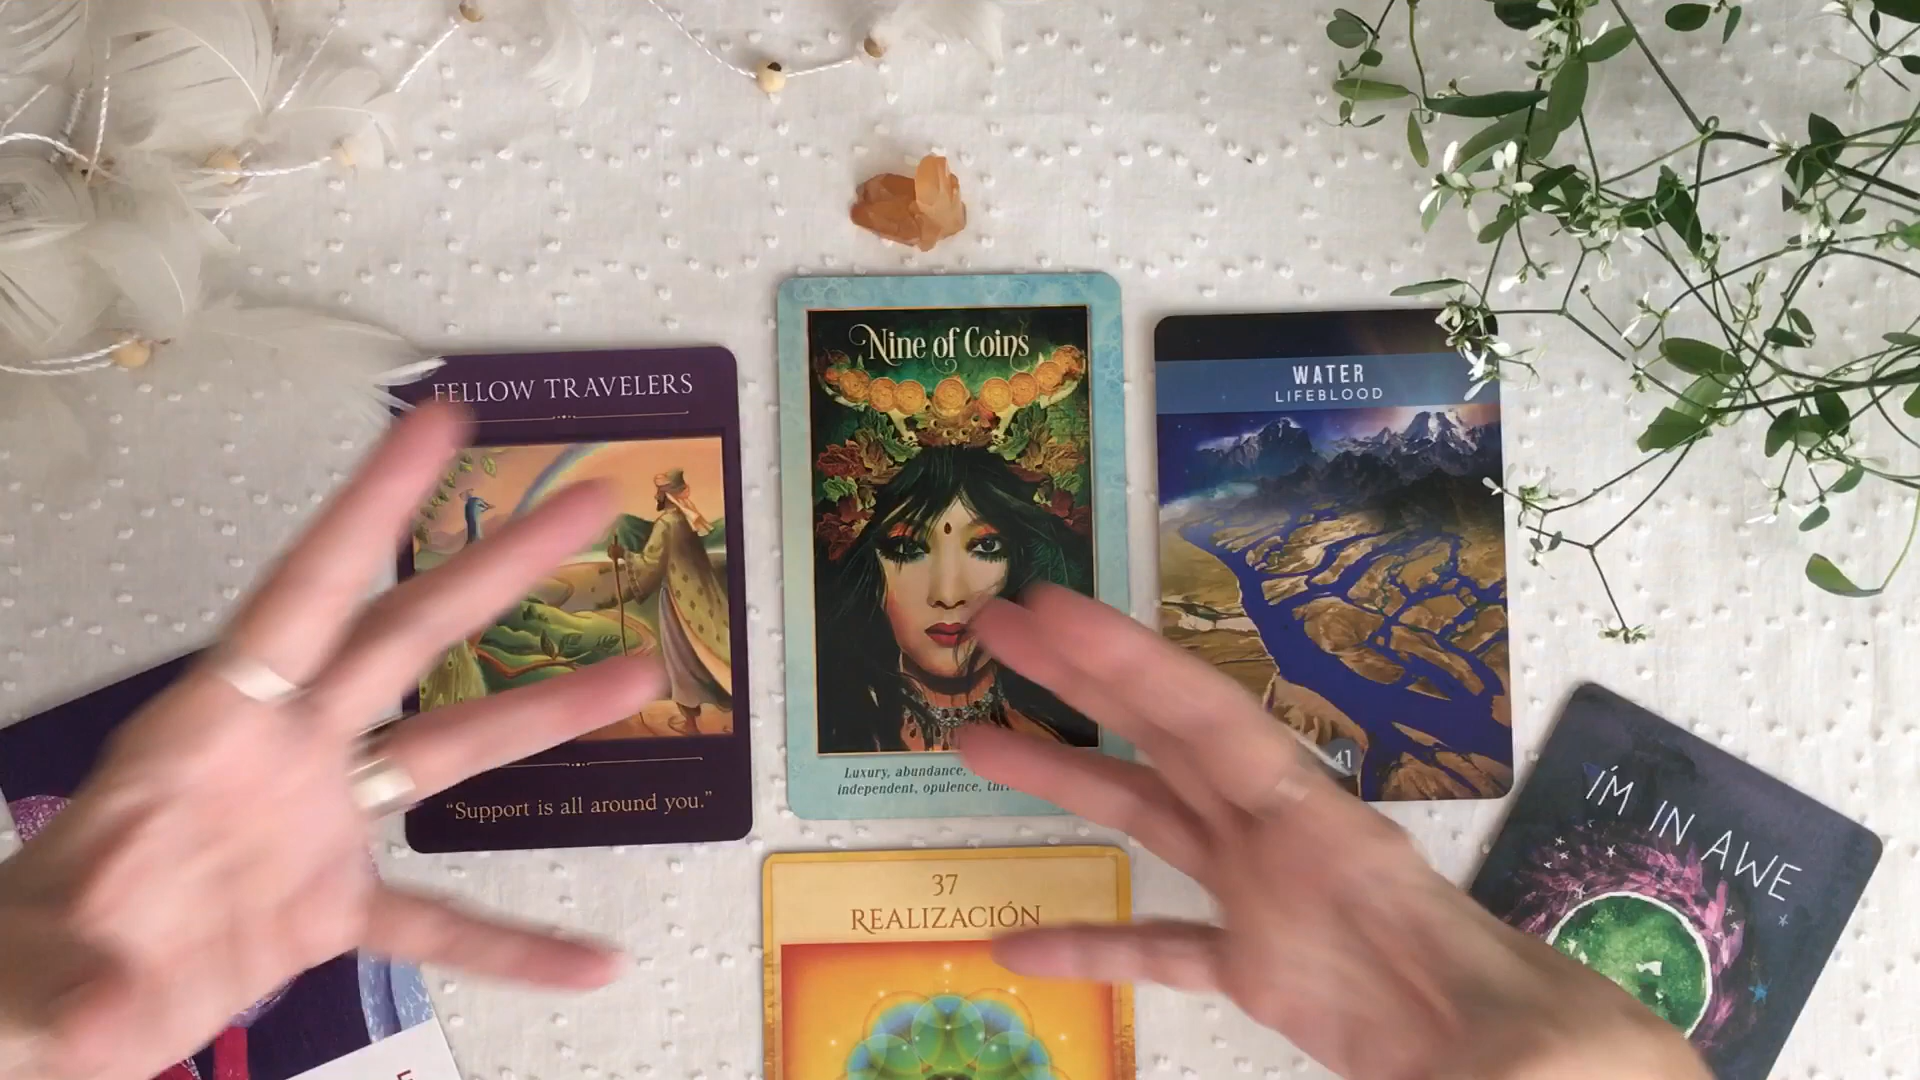 FELLOW TRAVELERS
"Support is all around you."
Nine of Coins
Luxury, abundance,
independent, opulence,
WATER
LIFEBLOOD
41
37
REALIZACIÓN
I'M IN AWE